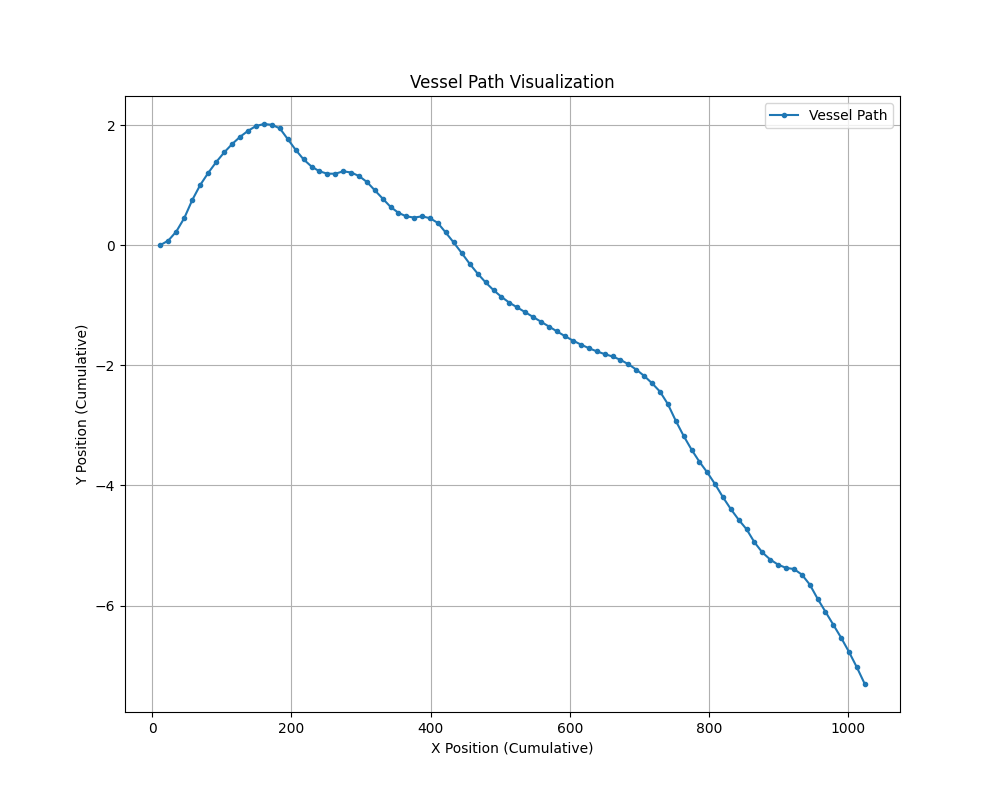 Vessel Path Visualization
Vessel Path
2
0
−2
−4
−6
Y Position (Cumulative)
0 200 400 600 800 1000
X Position (Cumulative)